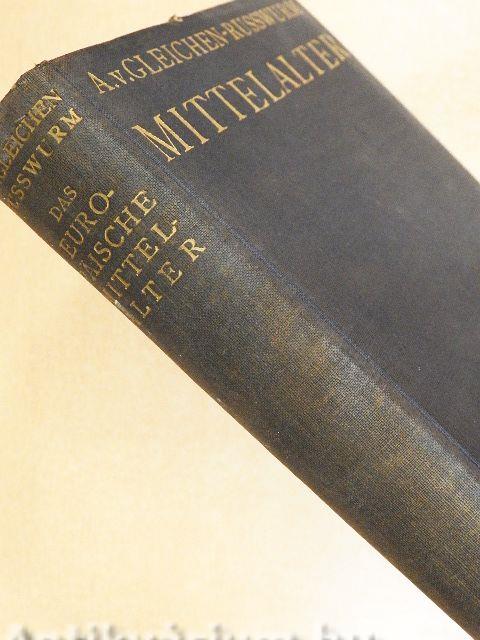 A.v.GLEICHEN-RUSSWURM
MITTELALTER
GLEICHEN
RUSSWURM
DAS
EURO-
PÄISCHE
MITTEL-
ALTER